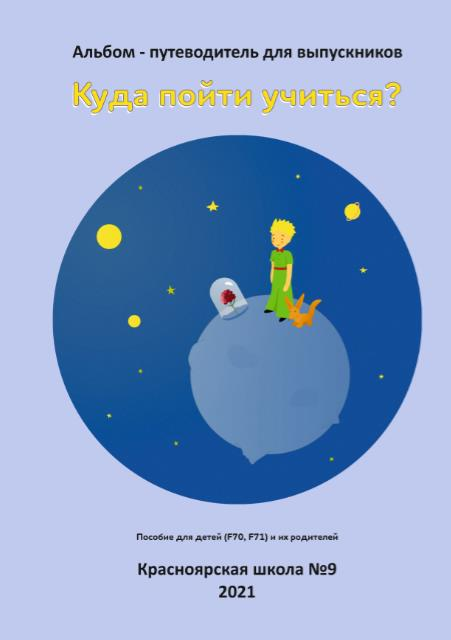 Альбом - путеводитель для выпускников
Куда пойти учиться?
Пособие для детей (F70, F71) и их родителей
Красноярская школа №9
2021